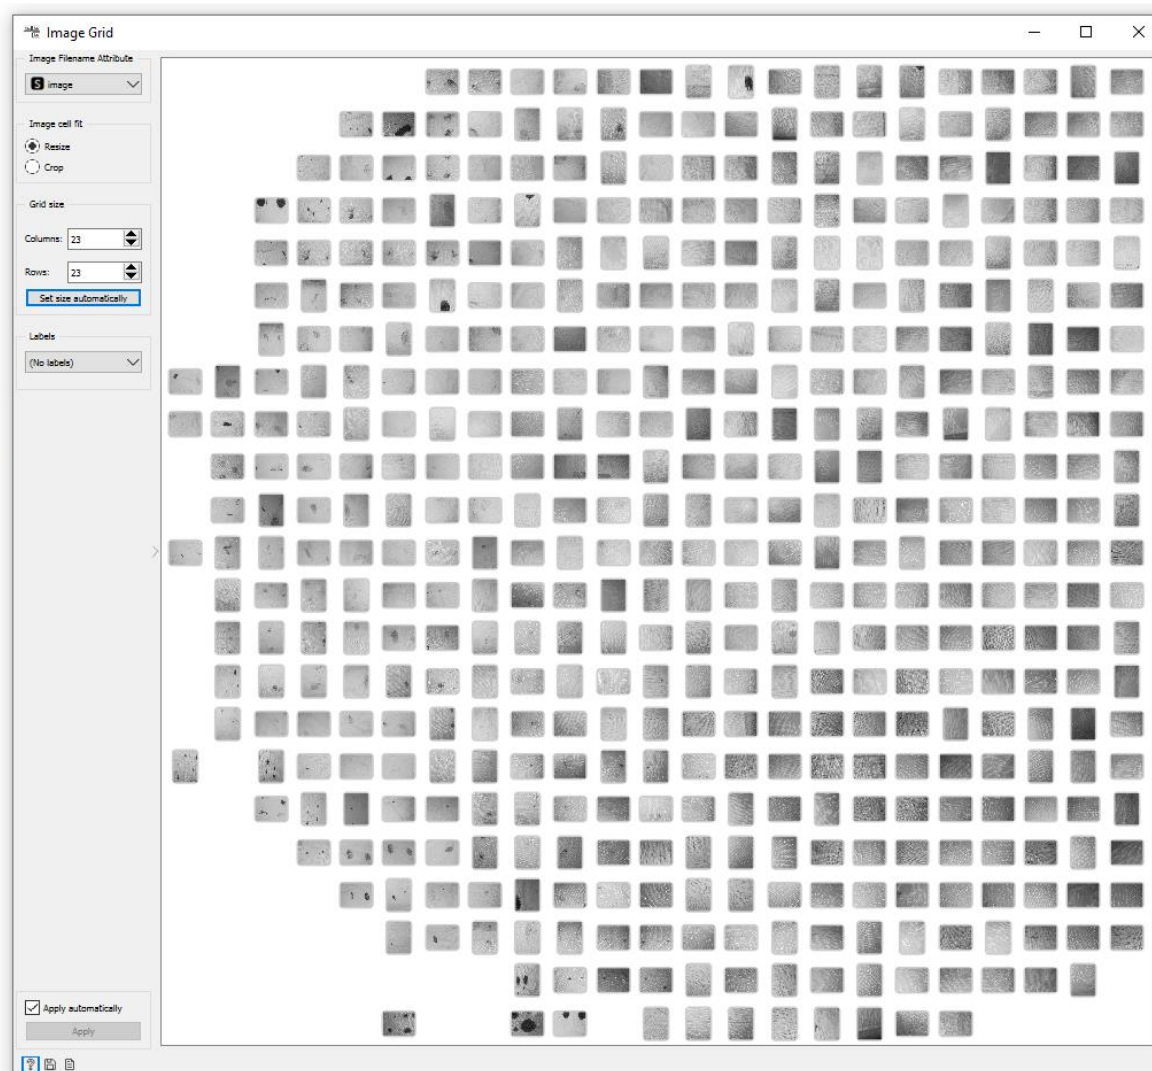 Image Grid
Image Filename Attribute
S image
Image cell fit
Resize
Crop
Grid size
Columns: 23
Rows: 23
Set size automatically
Labels
(No labels)
Apply automatically
Apply